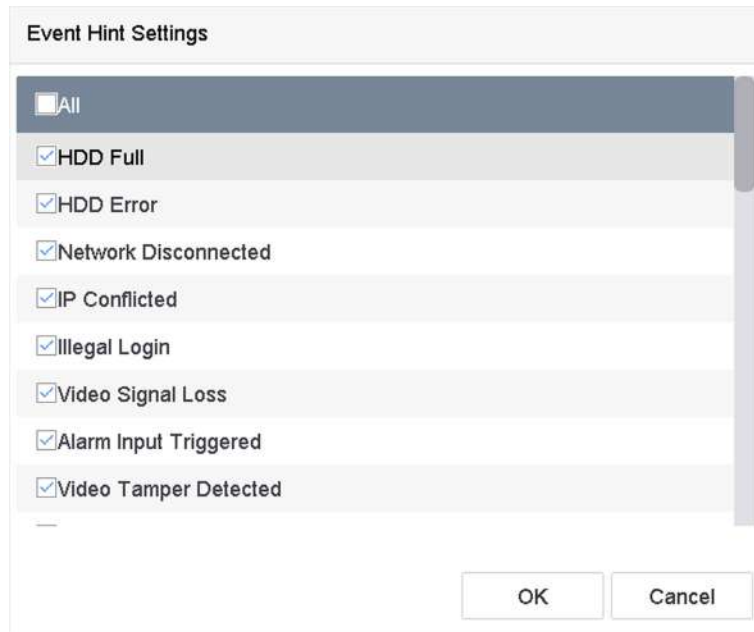 Event Hint Settings
All
HDD Full
HDD Error
Network Disconnected
IP Conflicted
Illegal Login
Video Signal Loss
Alarm Input Triggered
Video Tamper Detected
OK Cancel